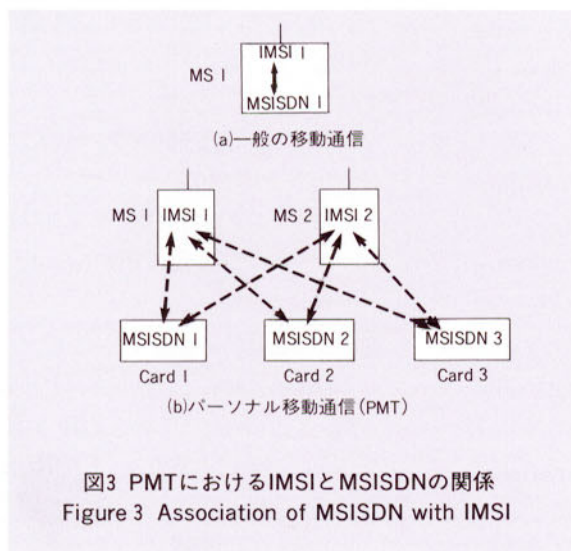 IMSI 1
MS 1
MSISDN 1
(a)一般の移動通信
MS 1 IMSI 1 MS 2 IMSI 2
MSISDN 1 MSISDN 2 MSISDN 3
Card 1 Card 2 Card 3
(b)パーソナル移動通信(PMT)
図3 PMTにおけるIMSIとMSISDNの関係
Figure 3 Association of MSISDN with IMSI